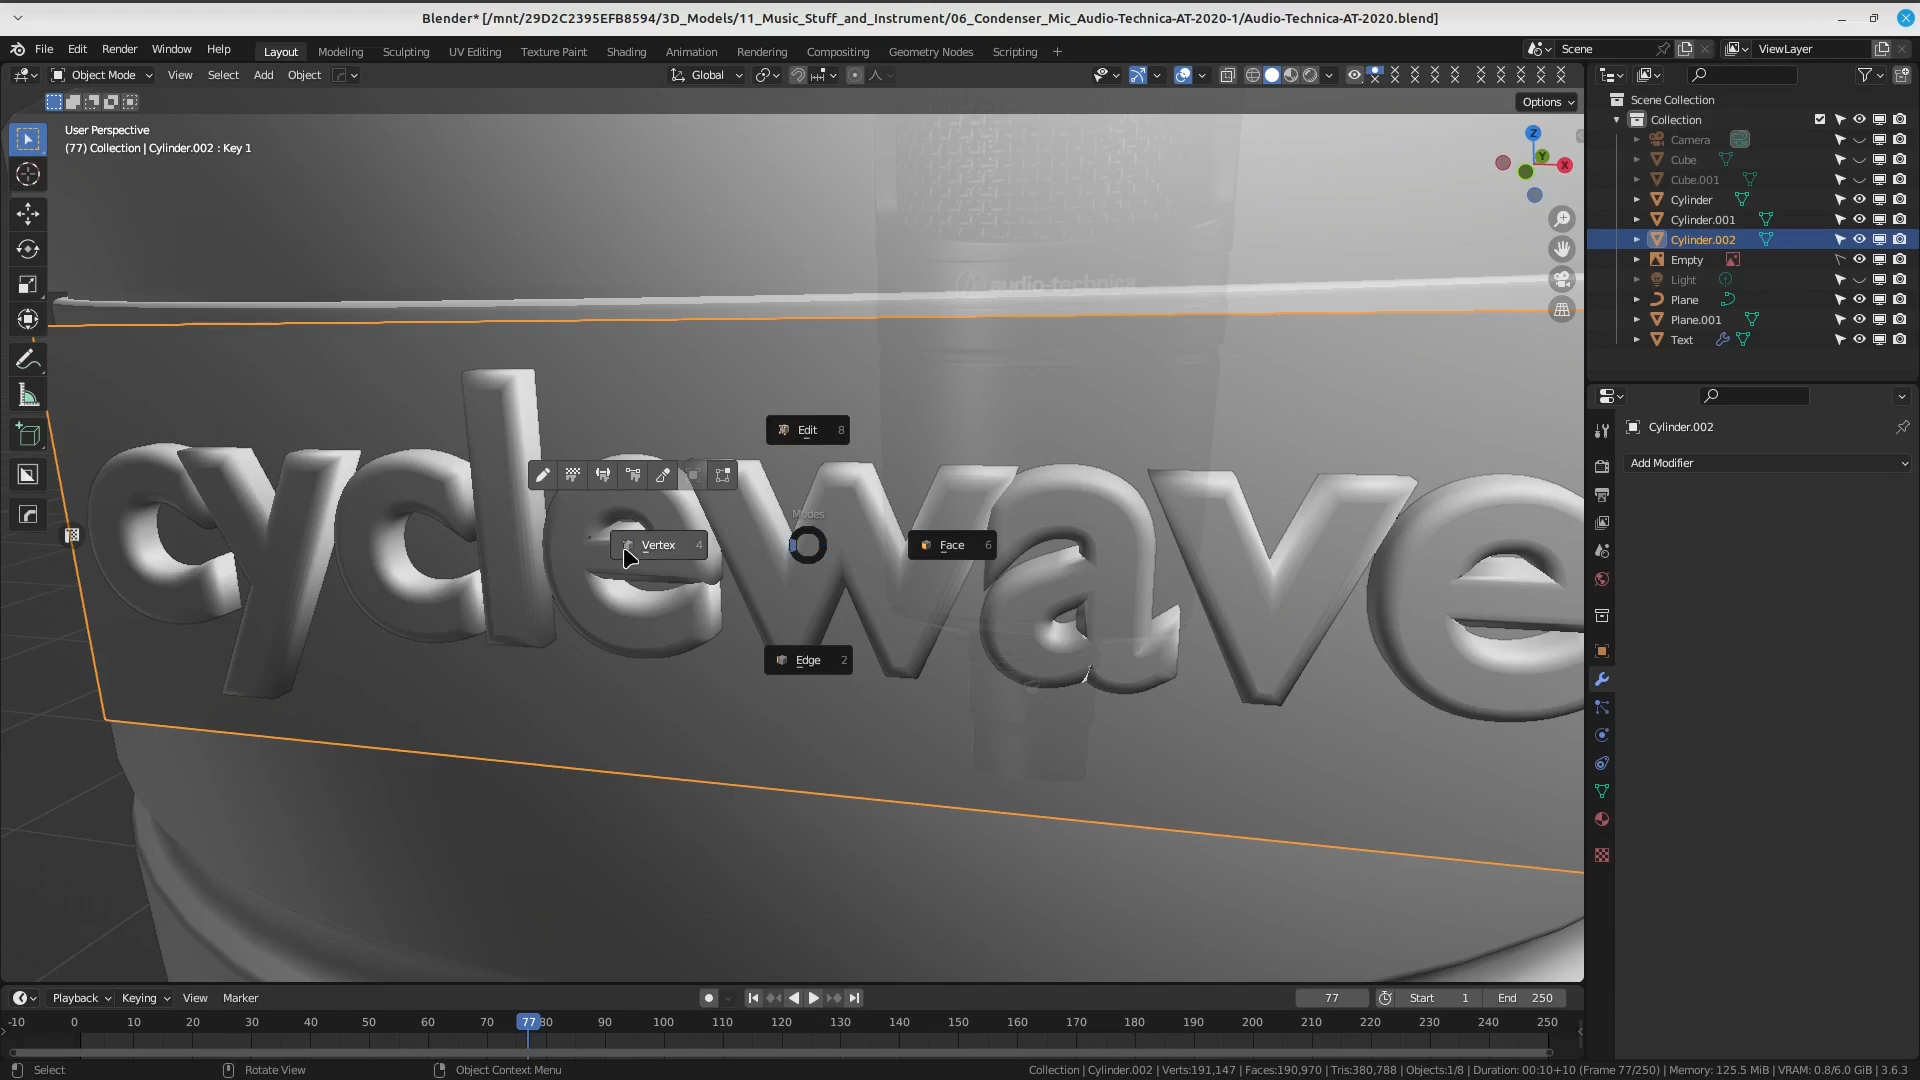 Blender* [/mnt/29D2C2395EFB8594/3D_Models/11_Music_Stuff_and_Instrument/06_Condenser_Mic_Audio-Technica-AT-2020-1/Audio-Technica-AT-2020.blend]
File Edit Render Window Help Layout Modeling Sculpting UV Editing Texture Paint Shading Animation Rendering Compositing Geometry Nodes Scripting + Scene ViewLayer
Object Mode View Select Add Object Global
Options
User Perspective
(77) Collection | Cylinder.002 : Key 1
Z
Y
X
audio-technica
Edit 8
Modes
Vertex 4
Face 6
Edge 2
cyclewave
Scene Collection
Collection
Camera
Cube
Cube.001
Cylinder
Cylinder.001
Cylinder.002
Empty
Light
Plane
Plane.001
Text
Cylinder.002
Add Modifier
Playback Keying View Marker 77 Start 1 End 250
-10 0 10 20 30 40 50 60 70 77 80 90 100 110 120 130 140 150 160 170 180 190 200 210 220 230 240 250
Select Rotate View Object Context Menu Collection | Cylinder.002 | Verts:191,147 | Faces:190,970 | Tris:380,788 | Objects:1/8 | Duration: 00:10+10 (Frame 77/250) | Memory: 125.5 MiB | VRAM: 0.8/6.0 GiB | 3.6.3